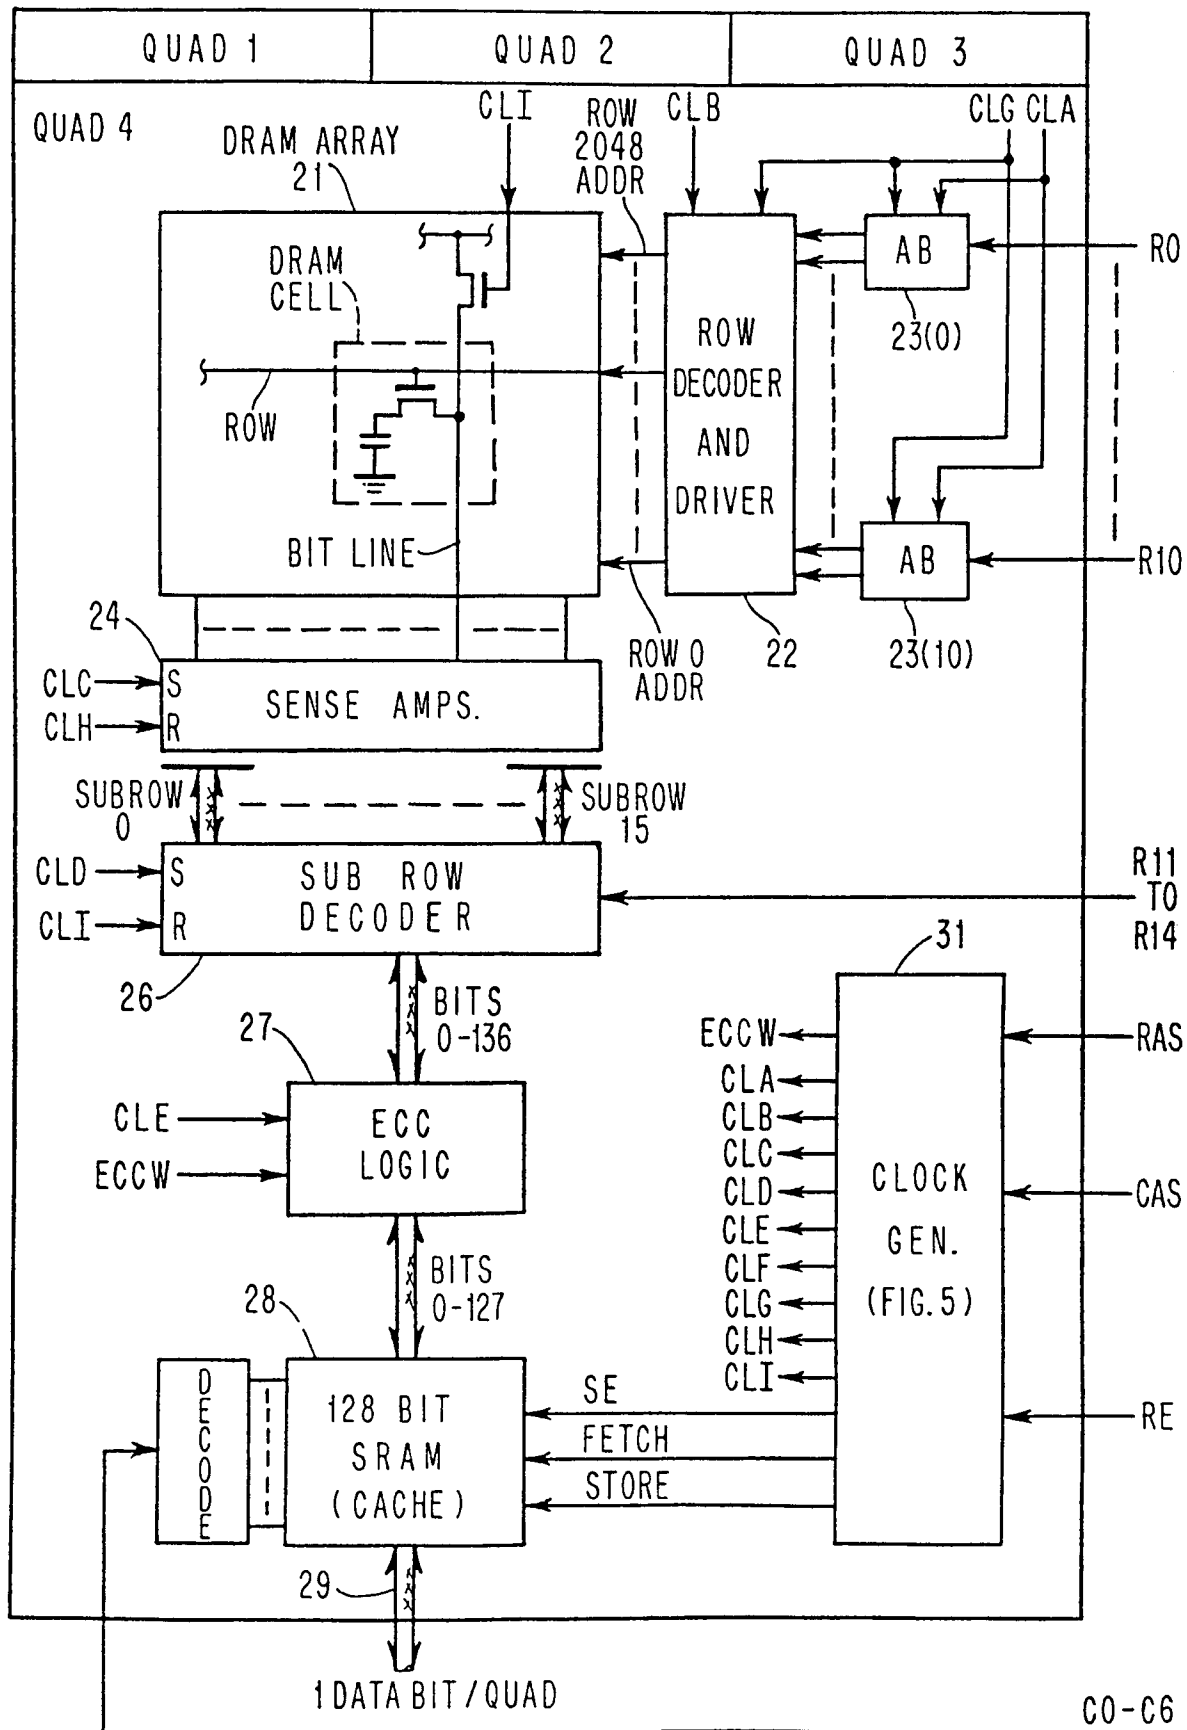 QUAD 1
QUAD 2
QUAD 3
QUAD 4
DRAM ARRAY
21
CLI
ROW
2048
ADDR
CLB
CLG
CLA
DRAM
CELL
ROW
BIT LINE
ROW
DECODER
AND
DRIVER
AB
R0
23(0)
AB
R10
23(10)
22
ROW 0
ADDR
24
CLC
S
CLH
R
SENSE AMPS.
SUBROW
0
SUBROW
15
CLD
S
CLI
R
SUB ROW
DECODER
R11
TO
R14
26
BITS
0-136
27
CLE
ECCW
ECC
LOGIC
BITS
0-127
31
ECCW
CLA
CLB
CLC
CLD
CLE
CLF
CLG
CLH
CLI
CLOCK
GEN.
(FIG.5)
RAS
CAS
RE
28
DECODE
128 BIT
SRAM
(CACHE)
SE
FETCH
STORE
29
1 DATA BIT/QUAD
C0-C6